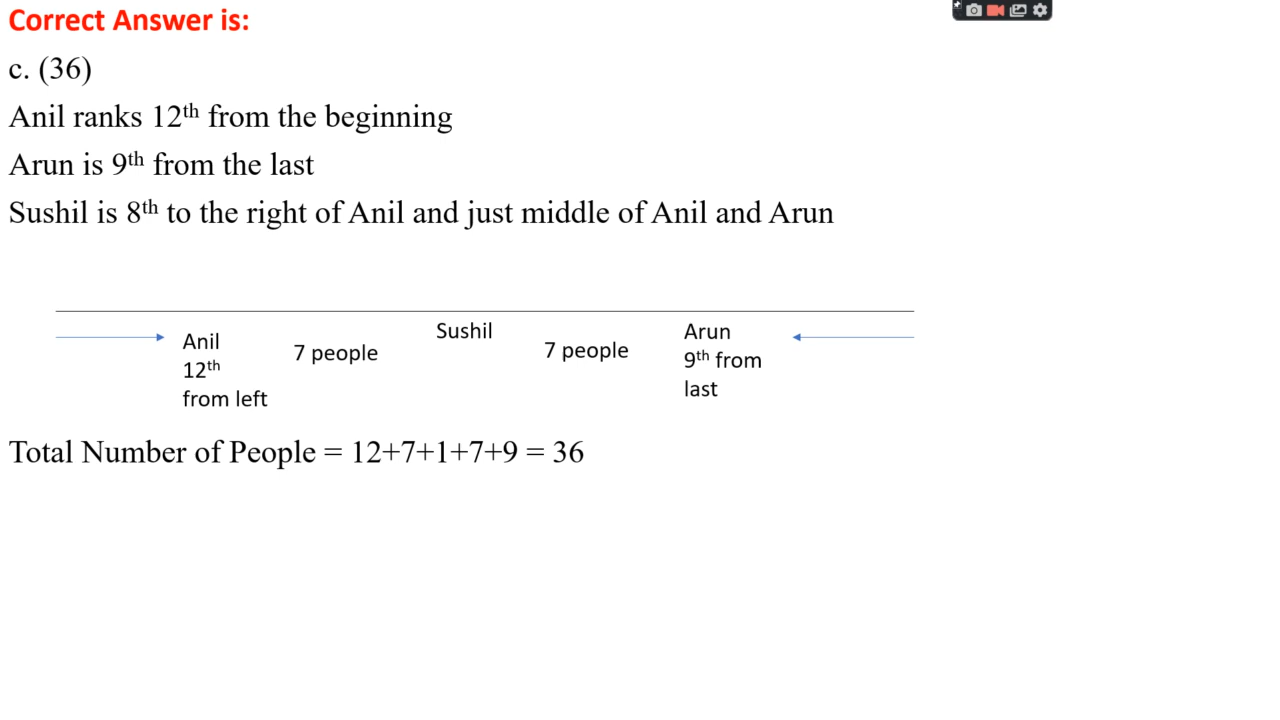 Correct Answer is:
c. (36)
Anil ranks 12th from the beginning
Arun is 9th from the last
Sushil is 8th to the right of Anil and just middle of Anil and Arun
Anil
12th
from left
7 people
Sushil
7 people
Arun
9th from
last
Total Number of People = 12+7+1+7+9 = 36